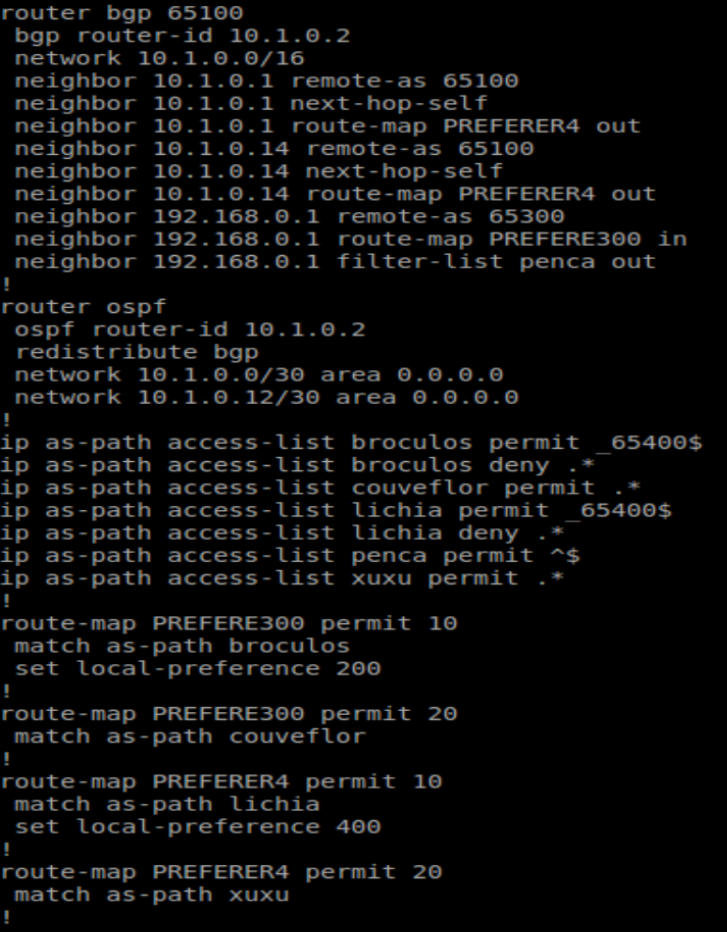 router bgp 65100
 bgp router-id 10.1.0.2
 network 10.1.0.0/16
 neighbor 10.1.0.1 remote-as 65100
 neighbor 10.1.0.1 next-hop-self
 neighbor 10.1.0.1 route-map PREFERER4 out
 neighbor 10.1.0.14 remote-as 65100
 neighbor 10.1.0.14 next-hop-self
 neighbor 10.1.0.14 route-map PREFERER4 out
 neighbor 192.168.0.1 remote-as 65300
 neighbor 192.168.0.1 route-map PREFERE300 in
 neighbor 192.168.0.1 filter-list penca out
!
router ospf
 ospf router-id 10.1.0.2
 redistribute bgp
 network 10.1.0.0/30 area 0.0.0.0
 network 10.1.0.12/30 area 0.0.0.0
!
ip as-path access-list broculos permit _65400$
ip as-path access-list broculos deny .*
ip as-path access-list couveflor permit .*
ip as-path access-list lichia permit _65400$
ip as-path access-list lichia deny .*
ip as-path access-list penca permit ^$
ip as-path access-list xuxu permit .*
!
route-map PREFERE300 permit 10
 match as-path broculos
 set local-preference 200
!
route-map PREFERE300 permit 20
 match as-path couveflor
!
route-map PREFERER4 permit 10
 match as-path lichia
 set local-preference 400
!
route-map PREFERER4 permit 20
 match as-path xuxu
!